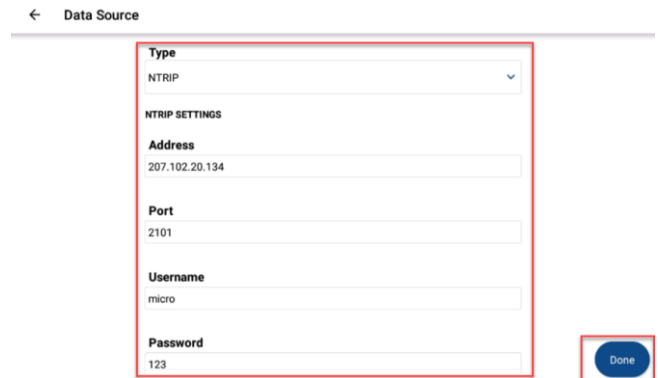 Data Source
Type
NTRIP
NTRIP SETTINGS
Address
207.102.20.134
Port
2101
Username
micro
Password
123
Done